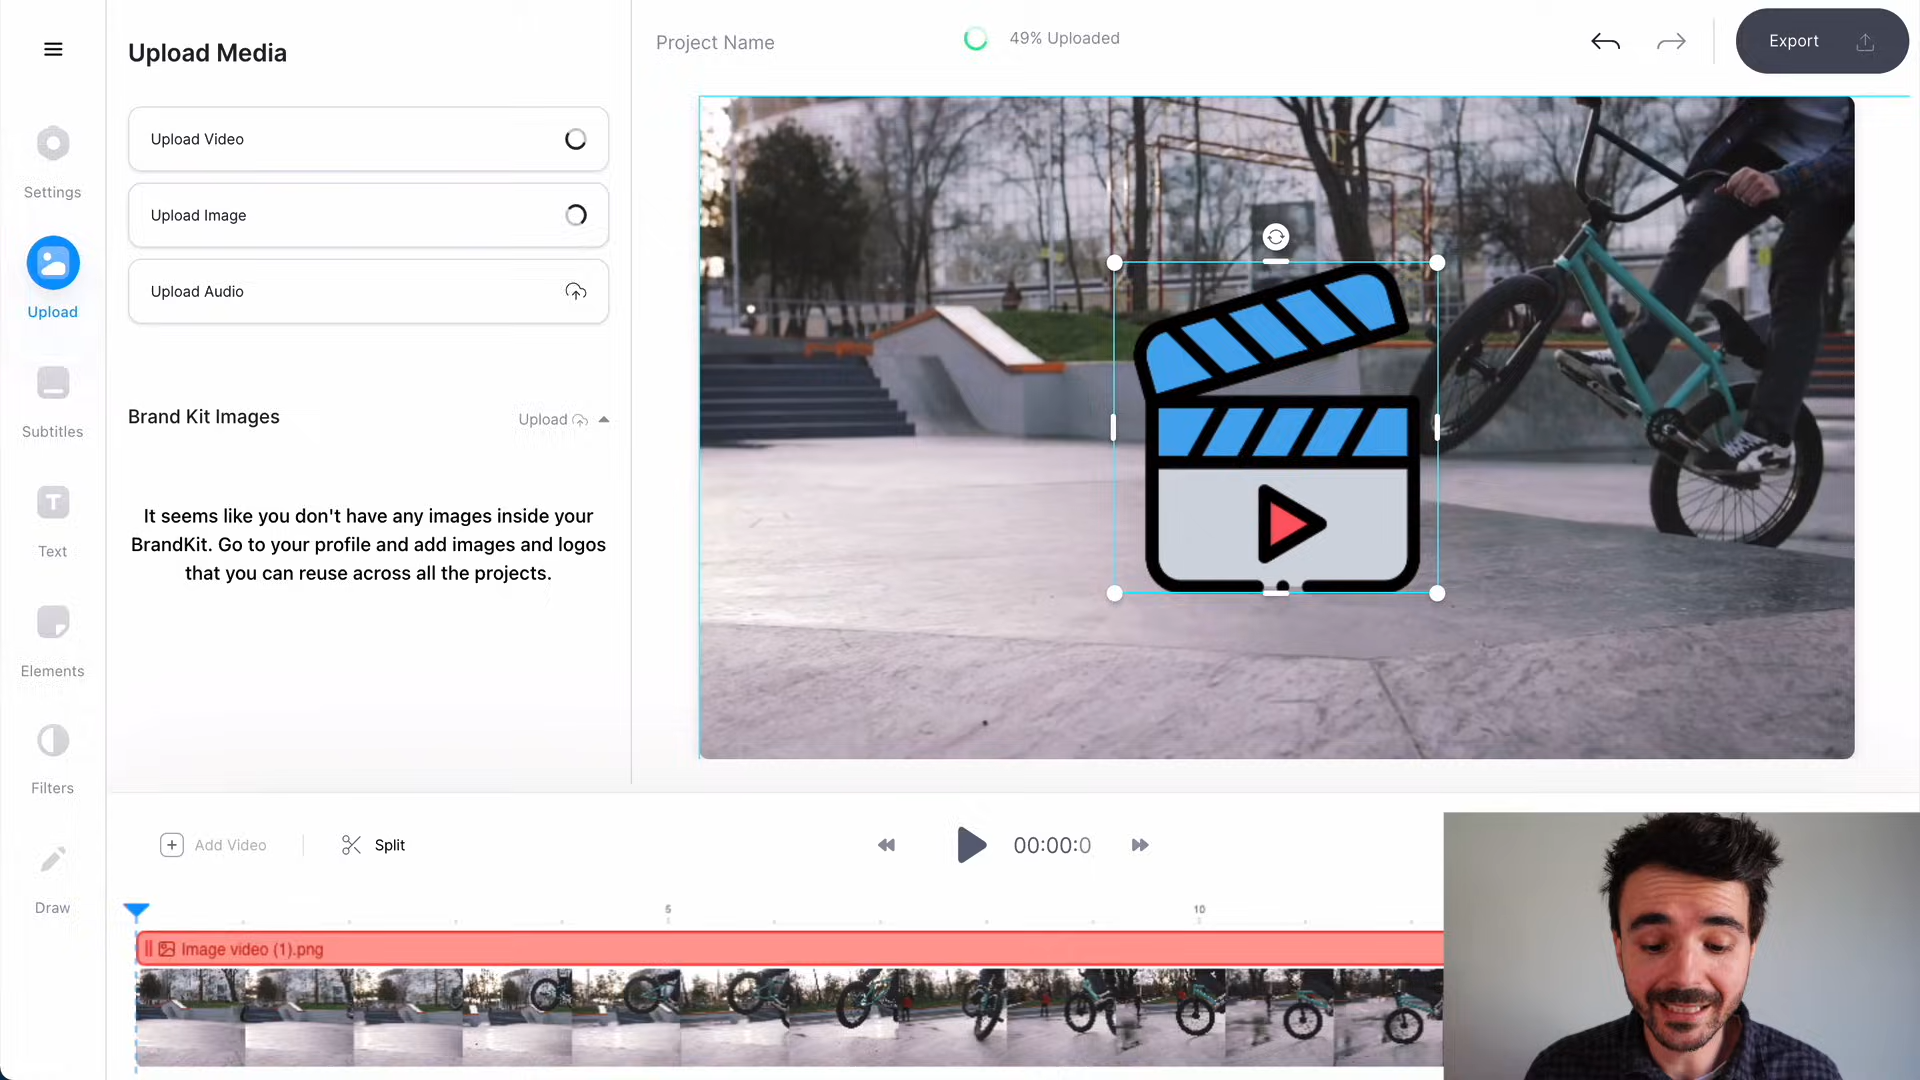 Upload Media
Project Name
49% Uploaded
Export
Upload Video
Upload Image
Upload Audio
Settings
Upload
Subtitles
Text
Elements
Filters
Draw
Brand Kit Images
Upload
It seems like you don't have any images inside your
BrandKit. Go to your profile and add images and logos
that you can reuse across all the projects.
Add Video
Split
00:00:0
5
10
Image video (1).png